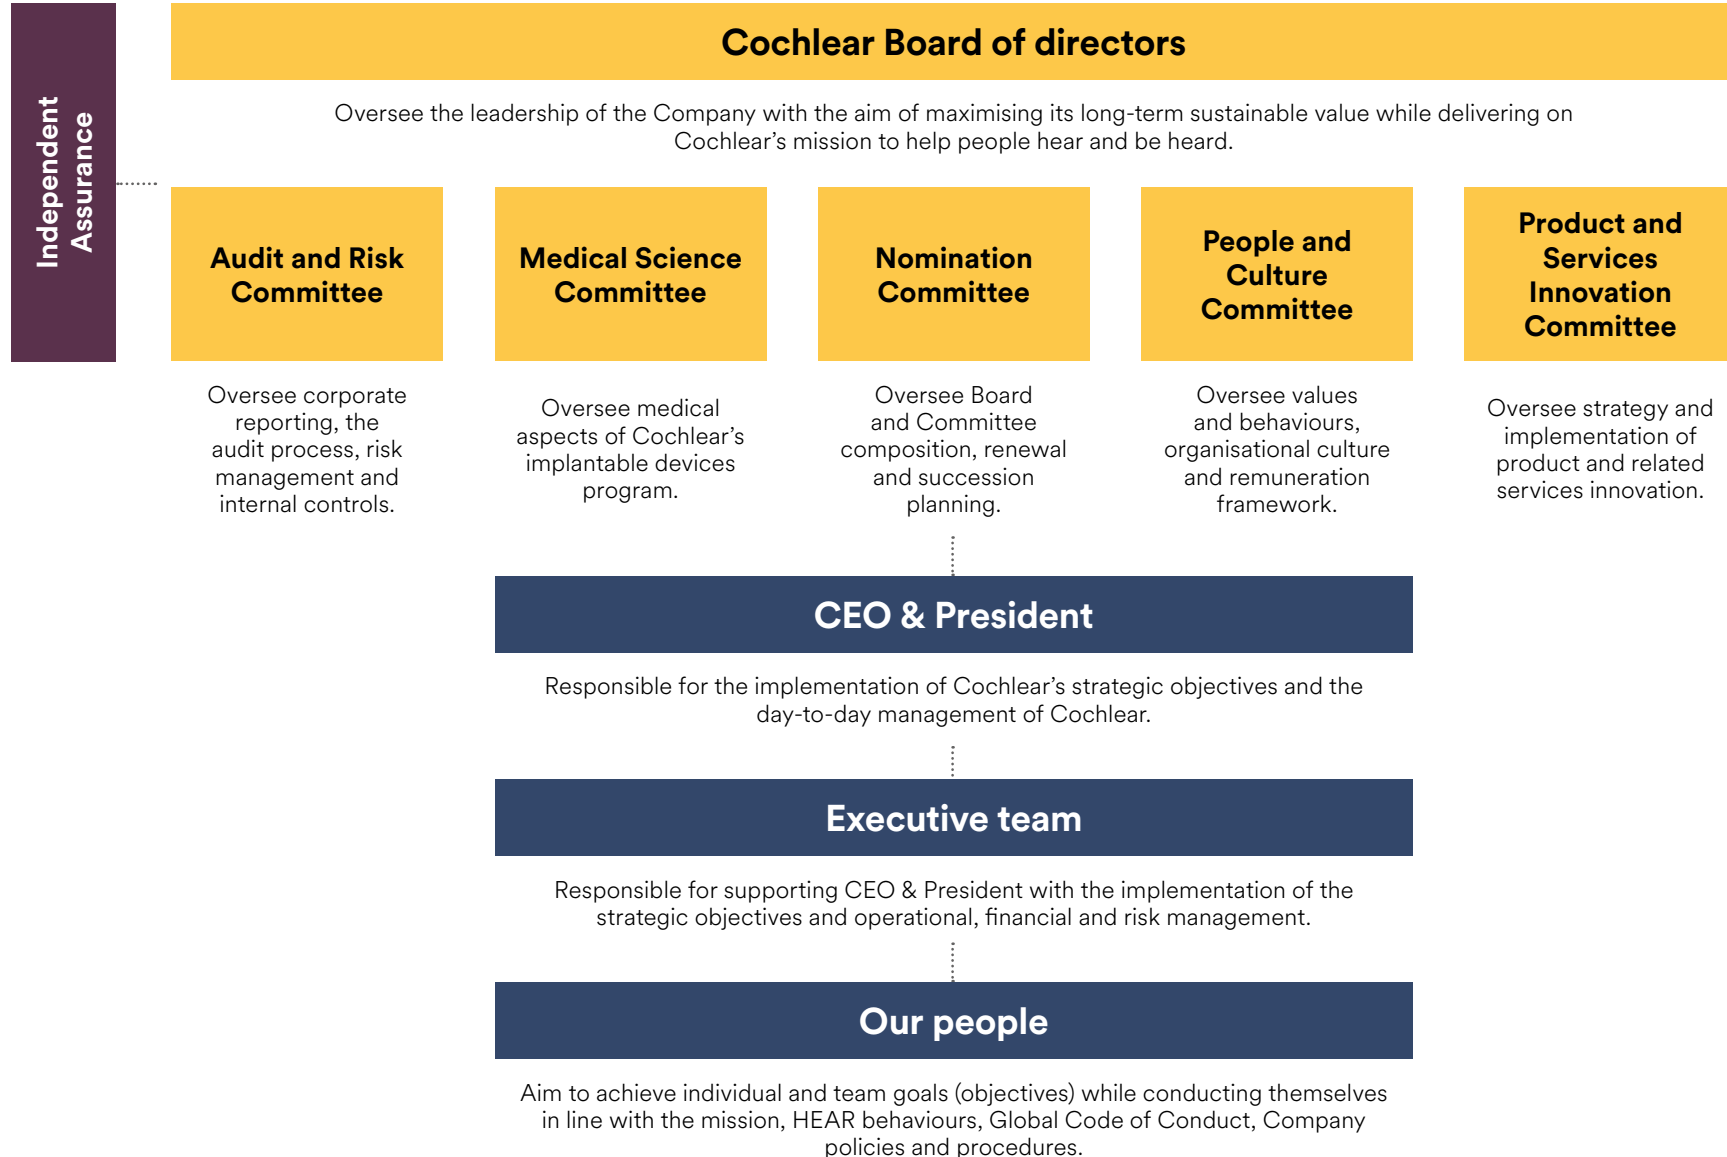 Independent
Assurance
Cochlear Board of directors
Oversee the leadership of the Company with the aim of maximising its long-term sustainable value while delivering on
Cochlear’s mission to help people hear and be heard.
Audit and Risk
Committee
Oversee corporate
reporting, the
audit process, risk
management and
internal controls.
Medical Science
Committee
Oversee medical
aspects of Cochlear’s
implantable devices
program.
Nomination
Committee
Oversee Board
and Committee
composition, renewal
and succession
planning.
People and
Culture
Committee
Oversee values
and behaviours,
organisational culture
and remuneration
framework.
Product and
Services
Innovation
Committee
Oversee strategy and
implementation of
product and related
services innovation.
CEO & President
Responsible for the implementation of Cochlear’s strategic objectives and the
day-to-day management of Cochlear.
Executive team
Responsible for supporting CEO & President with the implementation of the
strategic objectives and operational, financial and risk management.
Our people
Aim to achieve individual and team goals (objectives) while conducting themselves
in line with the mission, HEAR behaviours, Global Code of Conduct, Company
policies and procedures.